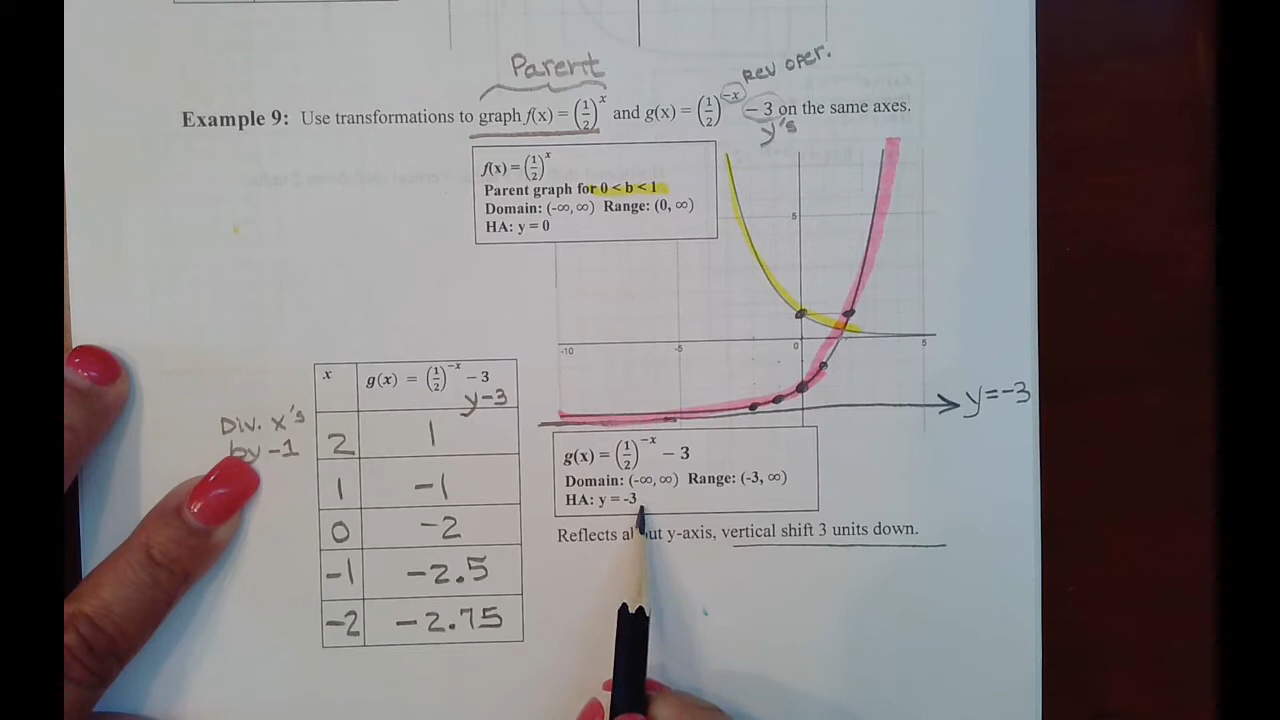 Parent
Rev oper.
Example 9: Use transformations to graph f(x) = (1/2)^x and g(x) = (1/2)^-x - 3 on the same axes.
y's
f(x) = (1/2)^x
Parent graph for 0 < b < 1
Domain: (-∞, ∞) Range: (0, ∞)
HA: y = 0
5
-10 -5 0 5
y=-3
x g(x) = (1/2)^-x - 3
y-3
Div. x's
by -1
2 1
1 -1
0 -2
-1 -2.5
-2 -2.75
g(x) = (1/2)^-x - 3
Domain: (-∞, ∞) Range: (-3, ∞)
HA: y = -3
Reflects about y-axis, vertical shift 3 units down.